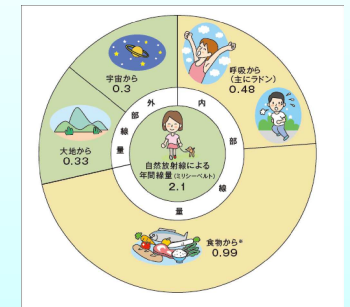 宇宙から
0.3
呼吸から
(主にラドン)
0.48
大地から
0.33
外部線量
内部線量
自然放射線による
年間線量(ミリシーベルト)
2.1
食物から*
0.99